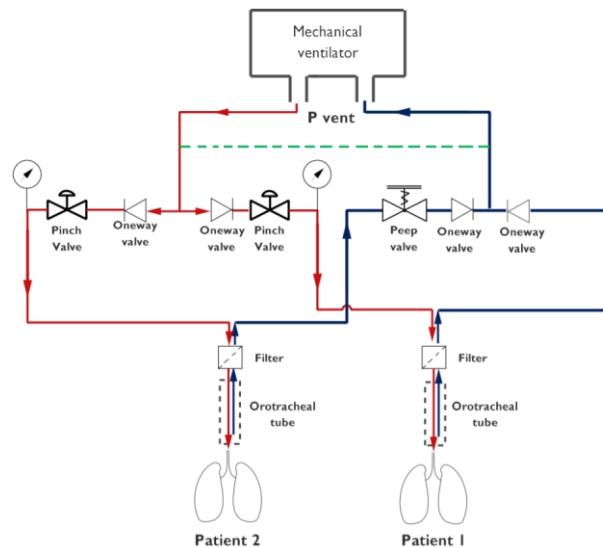 Mechanical
ventilator
P vent
Pinch
Valve
Oneway
valve
Oneway
valve
Pinch
Valve
Peep
valve
Oneway
valve
Oneway
valve
Filter
Filter
Orotracheal
tube
Orotracheal
tube
Patient 2
Patient 1